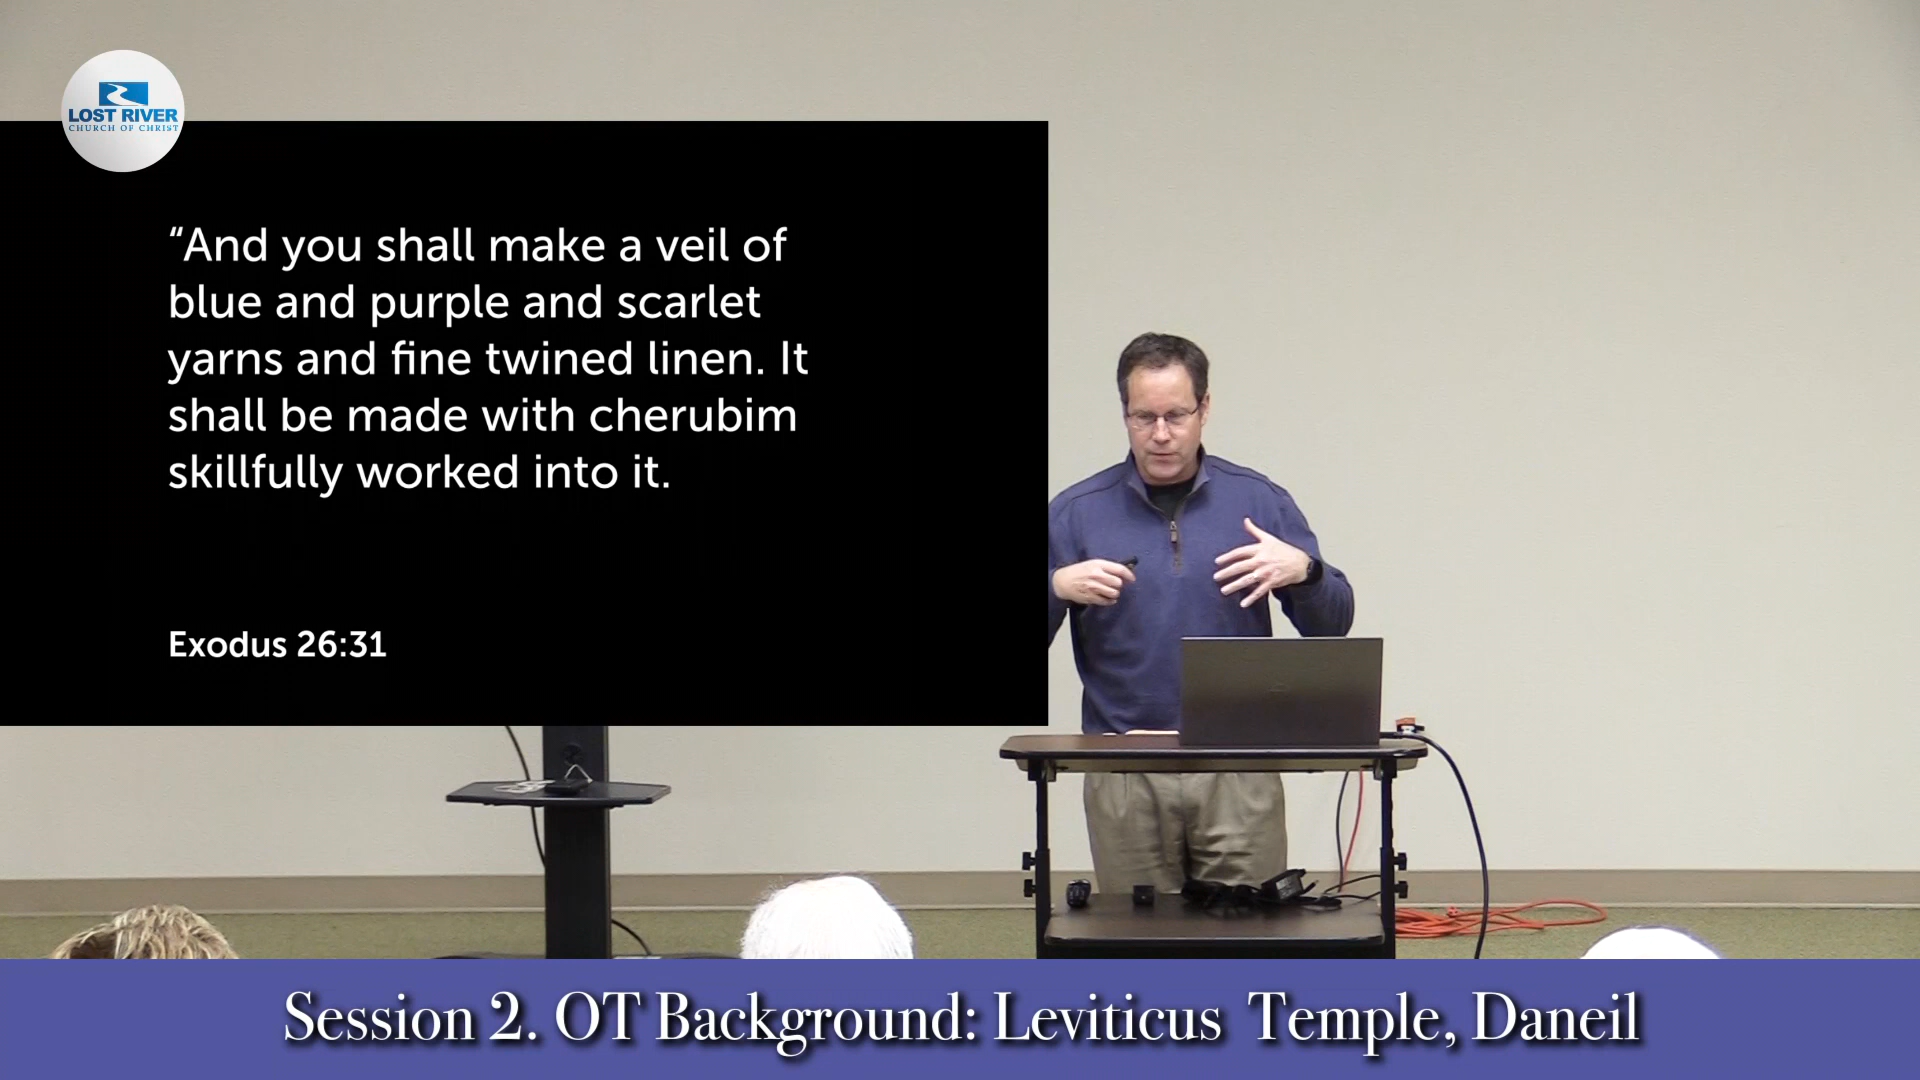 LOST RIVER
CHURCH OF CHRIST
“And you shall make a veil of
blue and purple and scarlet
yarns and fine twined linen. It
shall be made with cherubim
skillfully worked into it.
Exodus 26:31
Session 2. OT Background: Leviticus Temple, Daneil